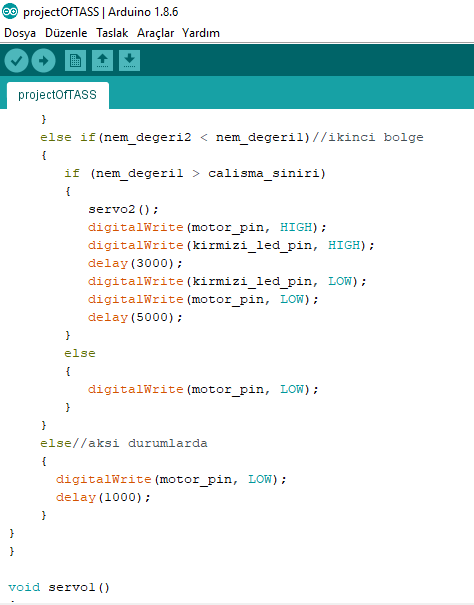 projectOfTASS | Arduino 1.8.6
Dosya Düzenle Taslak Araçlar Yardım
projectOfTASS
}
else if(nem_degeri2 < nem_degeri1)//ikinci bolge
{
if (nem_degeri1 > calisma_siniri)
{
servo2();
digitalWrite(motor_pin, HIGH);
digitalWrite(kirmizi_led_pin, HIGH);
delay(3000);
digitalWrite(kirmizi_led_pin, LOW);
digitalWrite(motor_pin, LOW);
delay(5000);
}
else
{
digitalWrite(motor_pin, LOW);
}
}
else//aksi durumlarda
{
digitalWrite(motor_pin, LOW);
delay(1000);
}
}
}
void servo1()